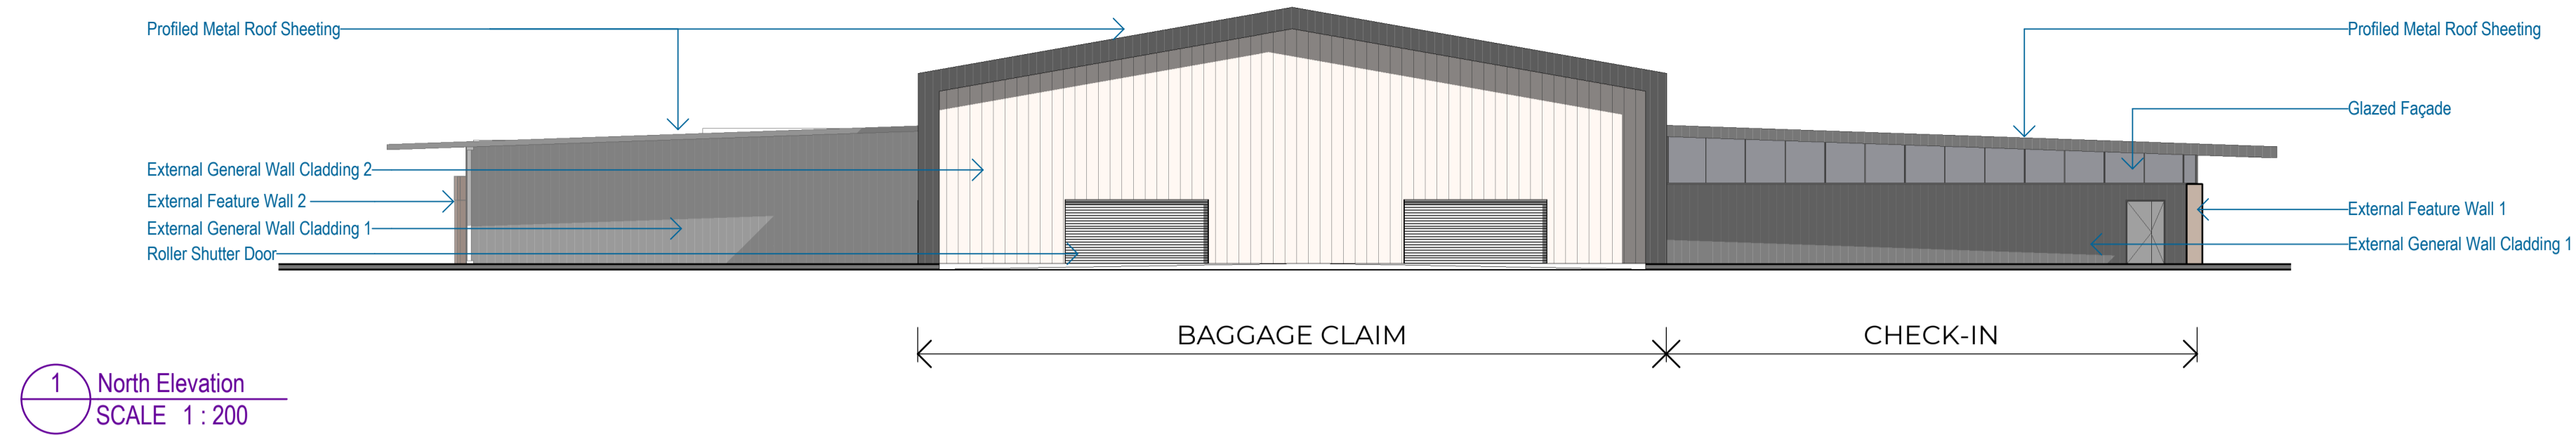 Profiled Metal Roof Sheeting
External General Wall Cladding 2
External Feature Wall 2
External General Wall Cladding 1
Roller Shutter Door
Profiled Metal Roof Sheeting
Glazed Façade
External Feature Wall 1
External General Wall Cladding 1
BAGGAGE CLAIM
CHECK-IN
1
North Elevation
SCALE 1 : 200